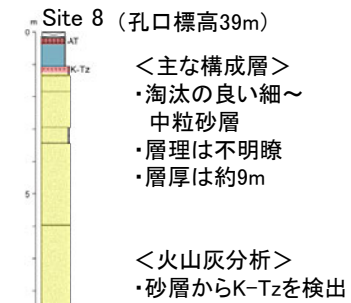 m Site 8（孔口標高39m）
0
AT
K-Tz
＜主な構成層＞
・淘汰の良い細～
中粒砂層
・層理は不明瞭
・層厚は約9m
5
＜火山灰分析＞
・砂層からK-Tzを検出